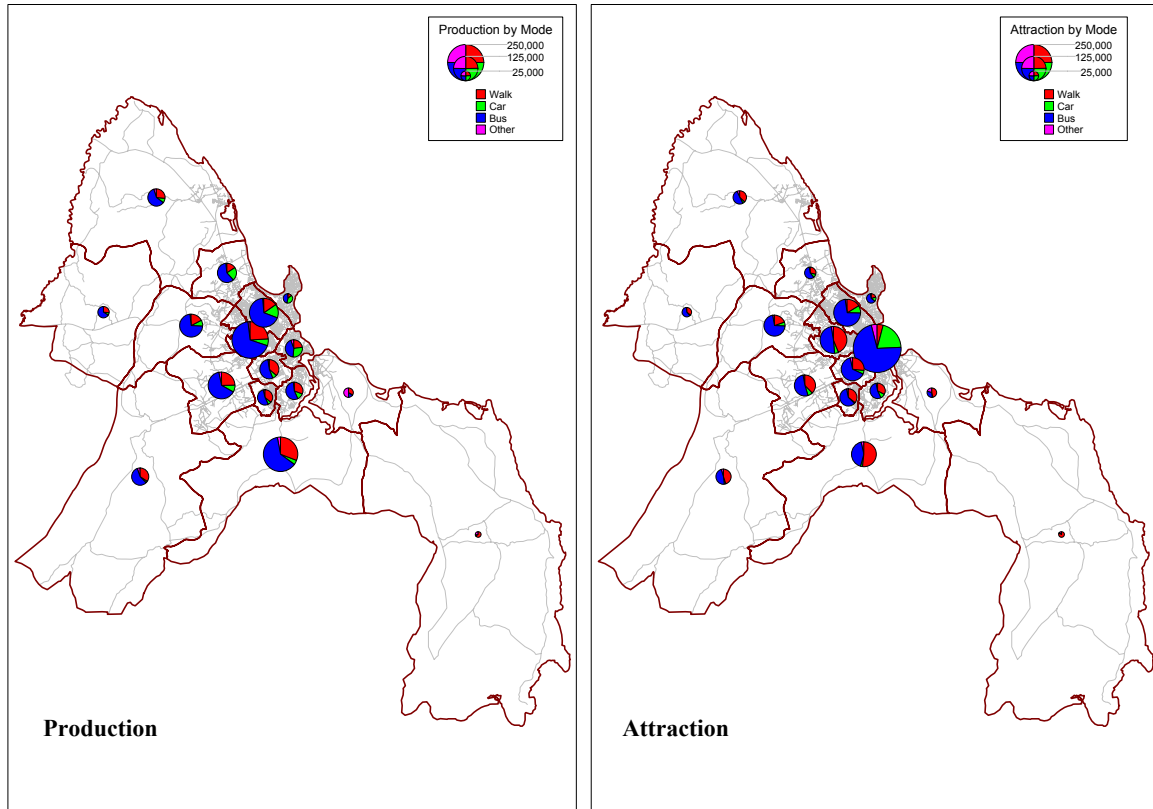 Production by Mode
250,000
125,000
25,000
Walk
Car
Bus
Other
Production
Attraction by Mode
250,000
125,000
25,000
Walk
Car
Bus
Other
Attraction